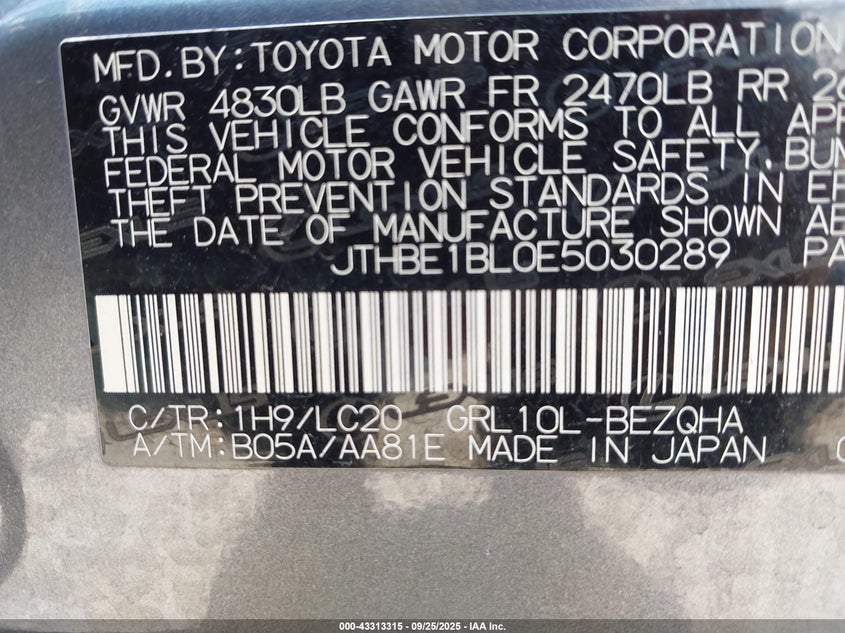 MFD.BY:TOYOTA MOTOR CORPORATION
GVWR 4830LB GAWR FR 2470LB RR
THIS VEHICLE CONFORMS TO ALL
FEDERAL MOTOR VEHICLE SAFETY,
THEFT PREVENTION STANDARDS IN
THE DATE OF MANUFACTURE SHOWN
JTHBE1BL0E5030289
C/TR:1H9/LC20 GRL10L-BEZQHA
A/TM:B05A/AA81E MADE IN JAPAN
000-43313315 - 09/25/2025 - IAA Inc.